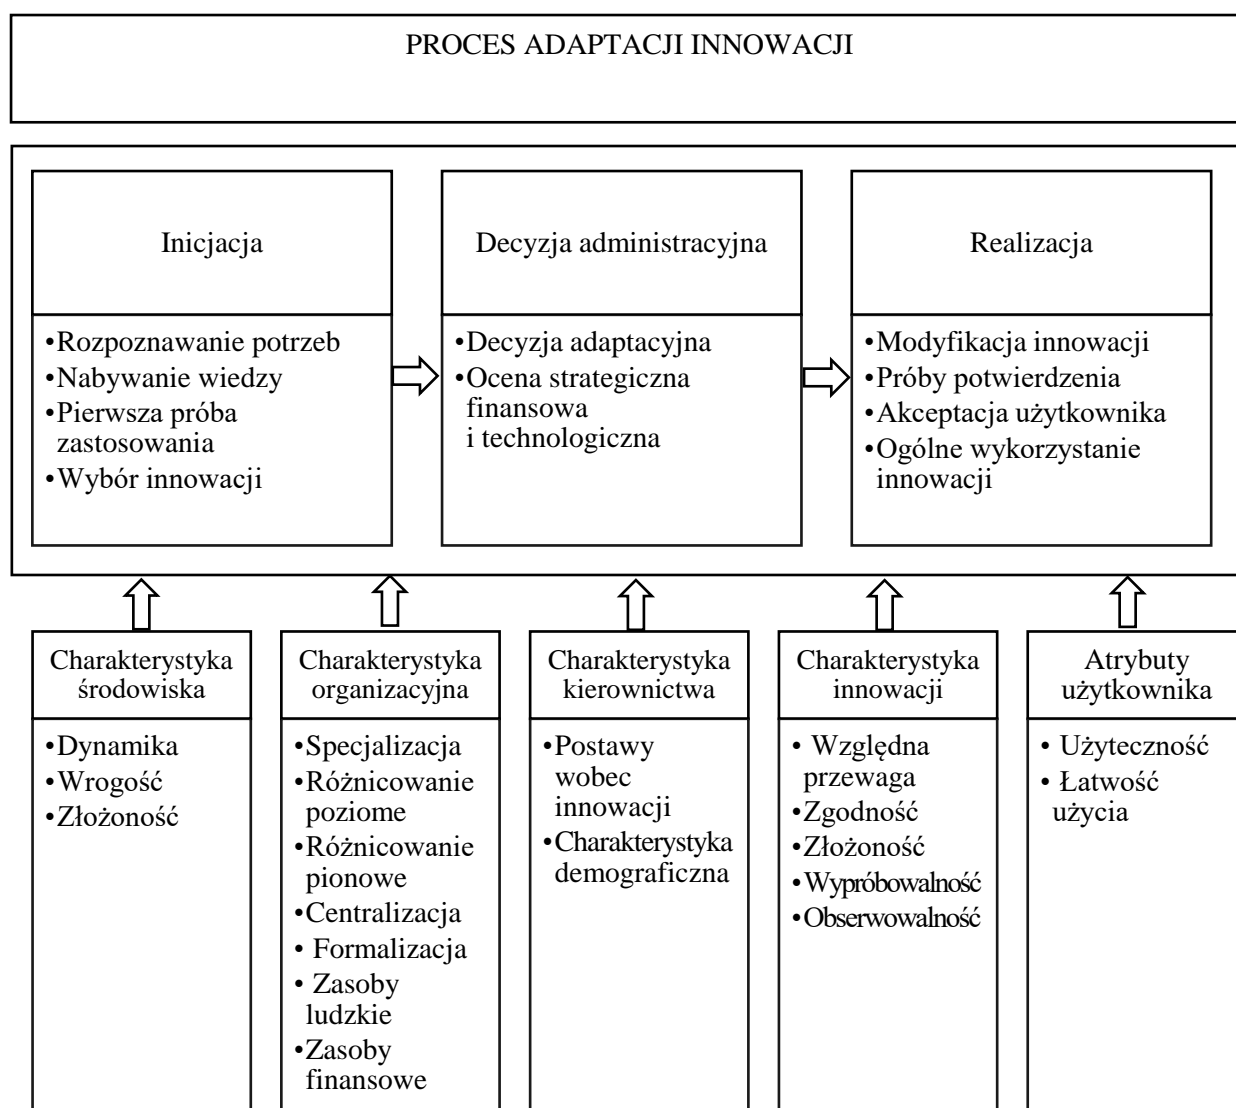 PROCES ADAPTACJI INNOWACJI
Inicjacja
•Rozpoznawanie potrzeb
•Nabywanie wiedzy
•Pierwsza próba
zastosowania
•Wybór innowacji
Decyzja administracyjna
•Decyzja adaptacyjna
•Ocena strategiczna
finansowa
i technologiczna
Realizacja
•Modyfikacja innowacji
•Próby potwierdzenia
•Akceptacja użytkownika
•Ogólne wykorzystanie
innowacji
Charakterystyka
środowiska
•Dynamika
•Wrogość
•Złożoność
Charakterystyka
organizacyjna
•Specjalizacja
•Różnicowanie
poziome
•Różnicowanie
pionowe
•Centralizacja
• Formalizacja
• Zasoby
ludzkie
•Zasoby
finansowe
Charakterystyka
kierownictwa
•Postawy
wobec
innowacji
•Charakterystyka
demograficzna
Charakterystyka
innowacji
• Względna
przewaga
•Zgodność
•Złożoność
•Wypróbowalność
•Obserwowalność
Atrybuty
użytkownika
• Użyteczność
• Łatwość
użycia